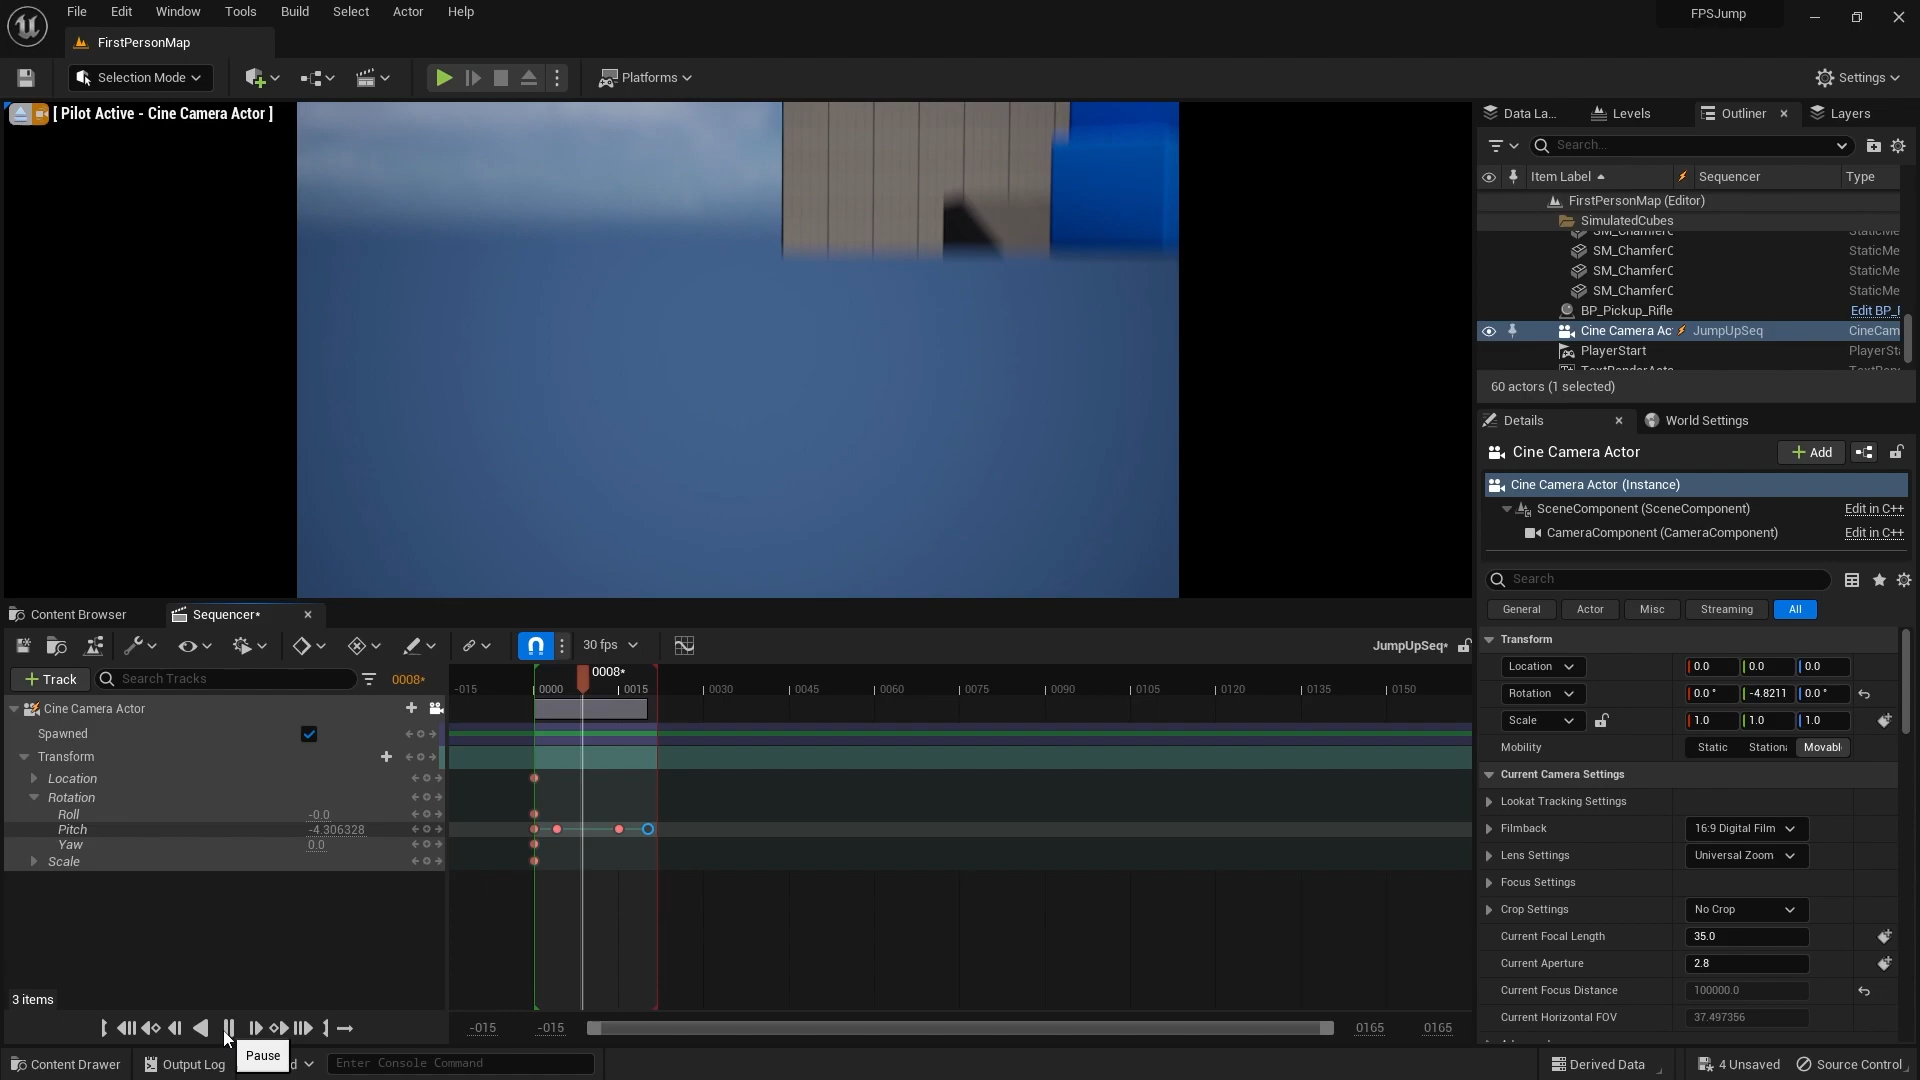 File Edit Window Tools Build Select Actor Help
FPSJump
FirstPersonMap
Selection Mode
Platforms
Settings
[ Pilot Active - Cine Camera Actor ]
Data La...
Levels
Outliner
Layers
Search...
Item Label
Sequencer
Type
FirstPersonMap (Editor)
SimulatedCubes
SM_ChamferC StaticMe
SM_ChamferC StaticMe
SM_ChamferC StaticMe
SM_ChamferC StaticMe
BP_Pickup_Rifle Edit BP_
Cine Camera Ac JumpUpSeq CineCam
PlayerStart PlayerSt
60 actors (1 selected)
Details
World Settings
Cine Camera Actor
Add
Cine Camera Actor (Instance)
SceneComponent (SceneComponent) Edit in C++
CameraComponent (CameraComponent) Edit in C++
Search
General Actor Misc Streaming All
Transform
Location 0.0 0.0 0.0
Rotation 0.0 ° -4.8211 0.0 °
Scale 1.0 1.0 1.0
Mobility Static Station Movabl
Current Camera Settings
Lookat Tracking Settings
Filmback 16:9 Digital Film
Lens Settings Universal Zoom
Focus Settings
Crop Settings No Crop
Current Focal Length 35.0
Current Aperture 2.8
Current Focus Distance 100000.0
Current Horizontal FOV 37.497356
Content Browser
Sequencer*
30 fps
JumpUpSeq*
Track
Search Tracks
0008*
0008*
-015 0000 0015 0030 0045 0060 0075 0090 0105 0120 0135 0150
Cine Camera Actor
Spawned
Transform
Location
Rotation
Roll -0.0
Pitch -4.306328
Yaw 0.0
Scale
3 items
-015 -015 0165 0165
Pause
Content Drawer
Output Log
d
Enter Console Command
Derived Data
4 Unsaved
Source Control